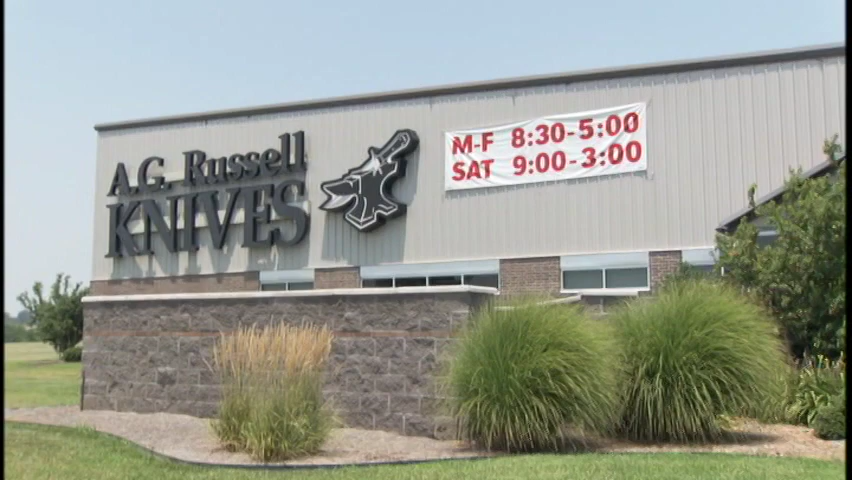 A.G. Russell
KNIVES
M-F 8:30-5:00
SAT 9:00-3:00